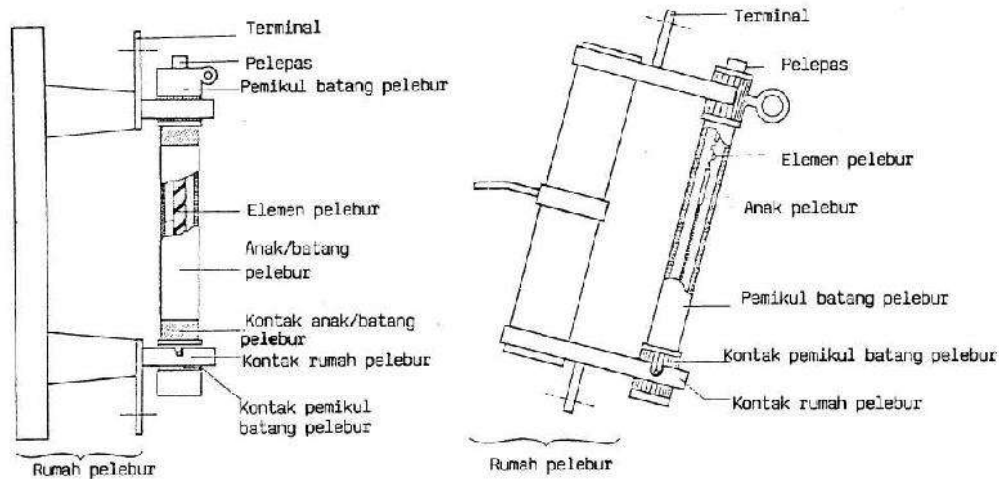 Terminal
Pelepas
Pemikul batang pelebur
Elemen pelebur
Anak/batang
pelebur
Kontak anak/batang
pelebur
Kontak rumah pelebur
Kontak pemikul
batang pelebur
Rumah pelebur
Terminal
Pelepas
Elemen pelebur
Anak pelebur
Pemikul batang pelebur
Kontak pemikul batang pelebur
Kontak rumah pelebur
Rumah pelebur